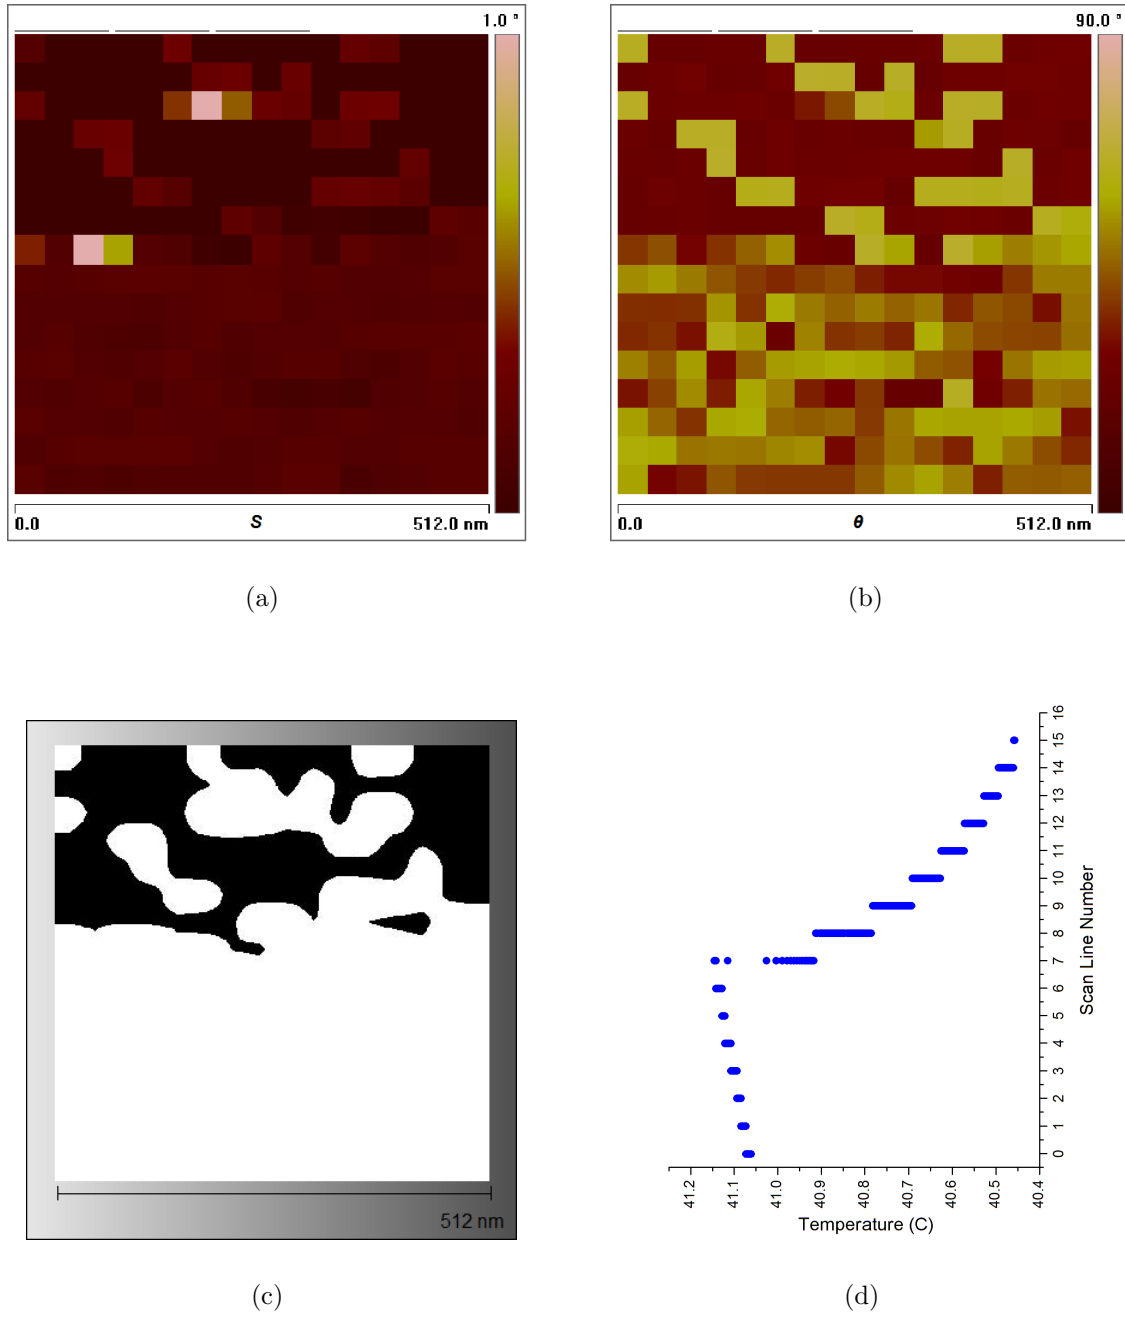 1.0 °
0.0 S 512.0 nm
(a)
90.0 °
0.0 θ 512.0 nm
(b)
512 nm
(c)
16
15
14
13
12
11
10
9
8
7
6
5
4
3
2
1
0
Scan Line Number
41.2 41.1 41.0 40.9 40.8 40.7 40.6 40.5 40.4
Temperature (C)
(d)